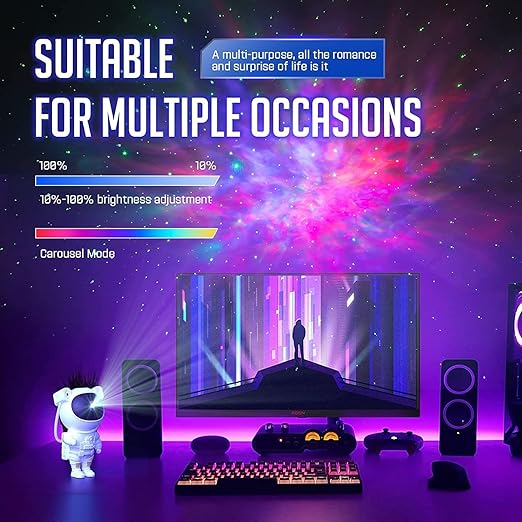 SUITABLE
A multi-purpose, all the romance
and surprise of life is it
FOR MULTIPLE OCCASIONS
100%
10%
10%-100% brightness adjustment
Carousel Mode